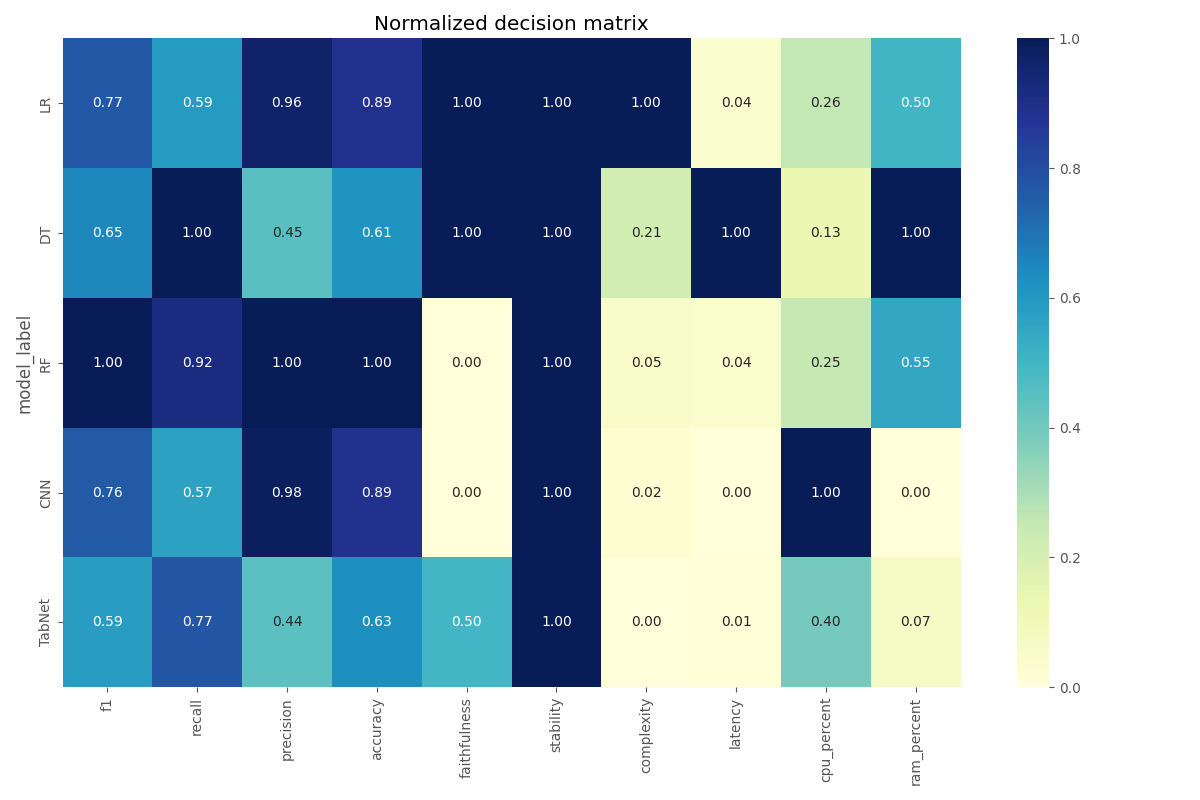 Normalized decision matrix
model_label
LR 0.77 0.59 0.96 0.89 1.00 1.00 1.00 0.04 0.26 0.50
DT 0.65 1.00 0.45 0.61 1.00 1.00 0.21 1.00 0.13 1.00
RF 1.00 0.92 1.00 1.00 0.00 1.00 0.05 0.04 0.25 0.55
CNN 0.76 0.57 0.98 0.89 0.00 1.00 0.02 0.00 1.00 0.00
TabNet 0.59 0.77 0.44 0.63 0.50 1.00 0.00 0.01 0.40 0.07
f1 recall precision accuracy faithfulness stability complexity latency cpu_percent ram_percent
1.0
0.8
0.6
0.4
0.2
0.0